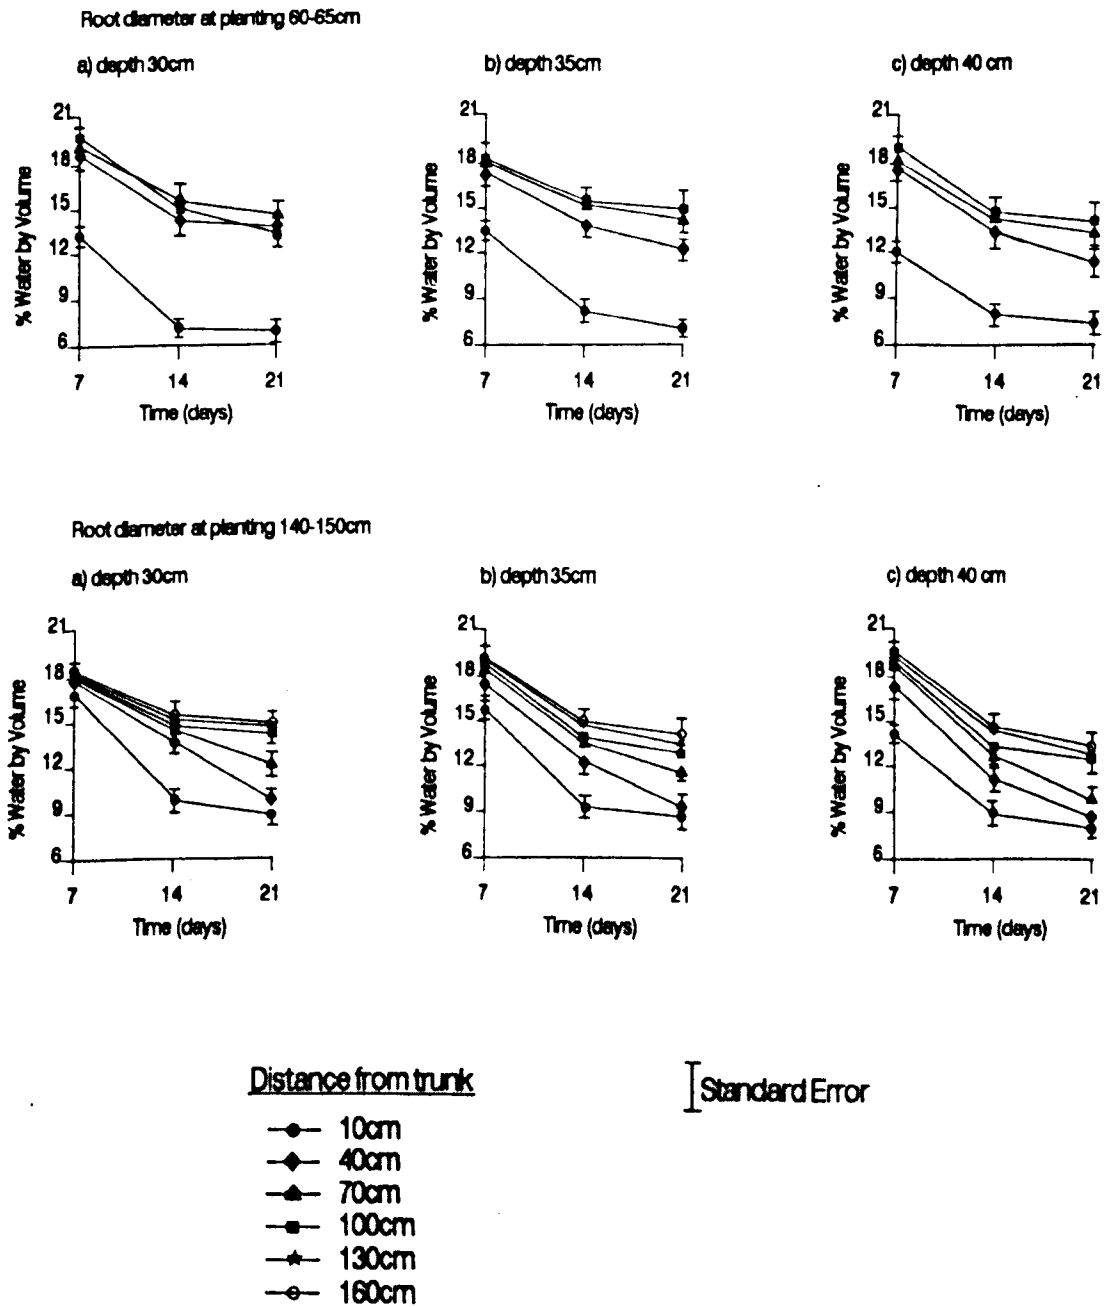 Root diameter at planting 60-65cm
a) depth 30cm
b) depth 35cm
c) depth 40 cm
% Water by Volume
21
18
15
12
9
6
7
14
21
Time (days)
% Water by Volume
21
18
15
12
9
6
7
14
21
Time (days)
% Water by Volume
21
18
15
12
9
6
7
14
21
Time (days)
Root diameter at planting 140-150cm
a) depth 30cm
b) depth 35cm
c) depth 40 cm
% Water by Volume
21
18
15
12
9
6
7
14
21
Time (days)
% Water by Volume
21
18
15
12
9
6
7
14
21
Time (days)
% Water by Volume
21
18
15
12
9
6
7
14
21
Time (days)
Distance from trunk
10cm
40cm
70cm
100cm
130cm
160cm
Standard Error